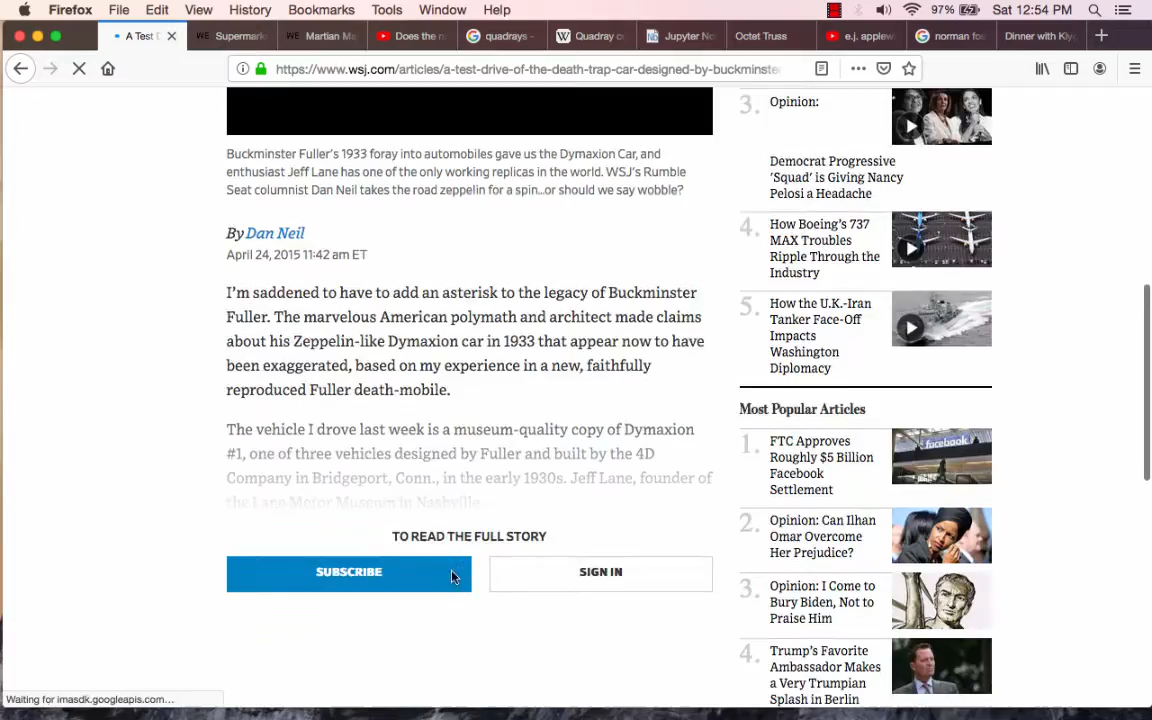 Firefox File Edit View History Bookmarks Tools Window Help 97% Sat 12:54 PM
A Test D WE Supermarke WE Martian Ma Does the n quadrays - W Quadray co Jupyter No Octet Truss e.j. applew norman fos Dinner with Kiy
https://www.wsj.com/articles/a-test-drive-of-the-death-trap-car-designed-by-buckminste
Buckminster Fuller's 1933 foray into automobiles gave us the Dymaxion Car, and
enthusiast Jeff Lane has one of the only working replicas in the world. WSJ's Rumble
Seat columnist Dan Neil takes the road zeppelin for a spin...or should we say wobble?
By Dan Neil
April 24, 2015 11:42 am ET
I'm saddened to have to add an asterisk to the legacy of Buckminster
Fuller. The marvelous American polymath and architect made claims
about his Zeppelin-like Dymaxion car in 1933 that appear now to have
been exaggerated, based on my experience in a new, faithfully
reproduced Fuller death-mobile.
The vehicle I drove last week is a museum-quality copy of Dymaxion
#1, one of three vehicles designed by Fuller and built by the 4D
Company in Bridgeport, Conn., in the early 1930s. Jeff Lane, founder of
the Lane Motor Museum in Nashville
TO READ THE FULL STORY
SUBSCRIBE
SIGN IN
3. Opinion:
Democrat Progressive
'Squad' is Giving Nancy
Pelosi a Headache
4. How Boeing's 737
MAX Troubles
Ripple Through the
Industry
5. How the U.K.-Iran
Tanker Face-Off
Impacts
Washington
Diplomacy
Most Popular Articles
1. FTC Approves
Roughly $5 Billion
Facebook
Settlement
facebook
2. Opinion: Can Ilhan
Omar Overcome
Her Prejudice?
3. Opinion: I Come to
Bury Biden, Not to
Praise Him
4. Trump's Favorite
Ambassador Makes
a Very Trumpian
Splash in Berlin
Waiting for imasdk.googleapis.com...